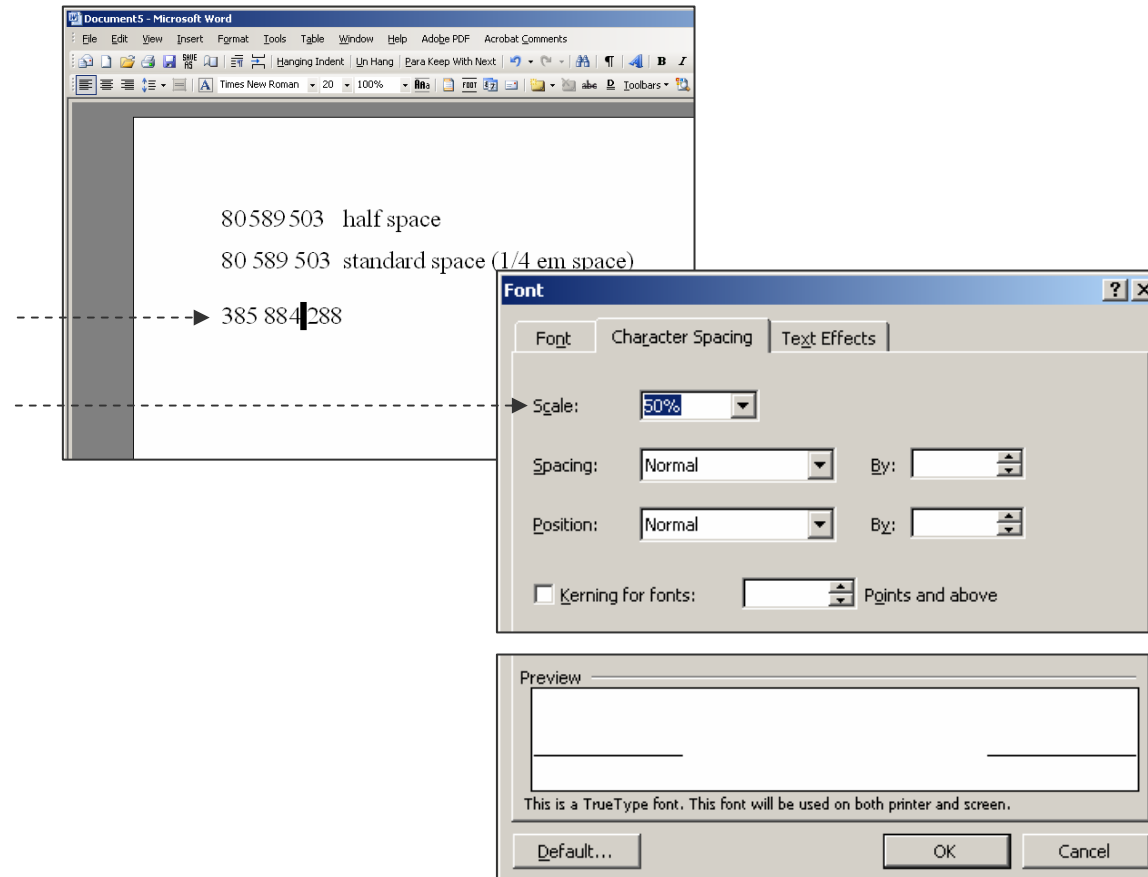 Document5 - Microsoft Word
File Edit View Insert Format Tools Table Window Help Adobe PDF Acrobat Comments
SAVE AS Hanging Indent Un Hang Para Keep With Next ¶ B I
A Times New Roman 20 100% FONT abc D Toolbars
80 589 503 half space
80 589 503 standard space (1/4 em space)
385 884 288
Font
Font Character Spacing Text Effects
Scale: 50%
Spacing: Normal By:
Position: Normal By:
Kerning for fonts: Points and above
Preview
This is a TrueType font. This font will be used on both printer and screen.
Default... OK Cancel